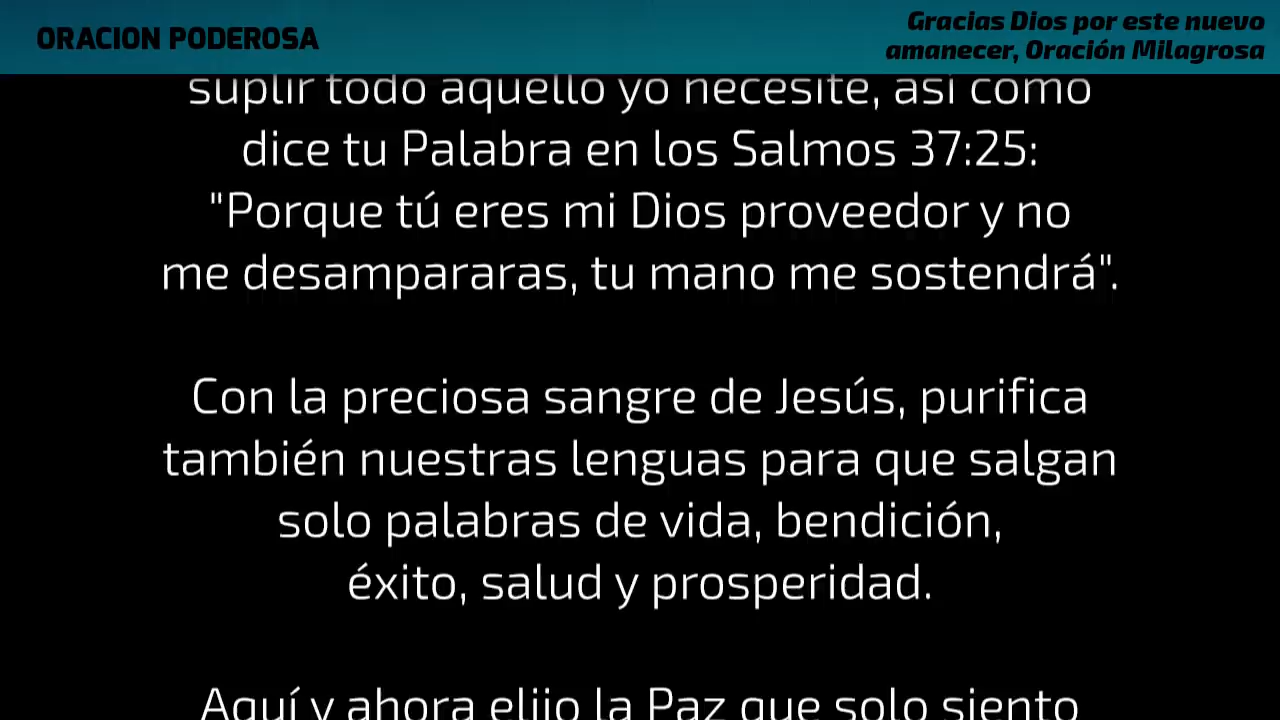 ORACION PODEROSA
Gracias Dios por este nuevo
amanecer, Oración Milagrosa
suplir todo aquello yo necesite, así como
dice tu Palabra en los Salmos 37:25:
"Porque tú eres mi Dios proveedor y no
me desampararas, tu mano me sostendrá".
Con la preciosa sangre de Jesús, purifica
también nuestras lenguas para que salgan
solo palabras de vida, bendición,
éxito, salud y prosperidad.
Aquí y ahora elijo la Paz que solo siento